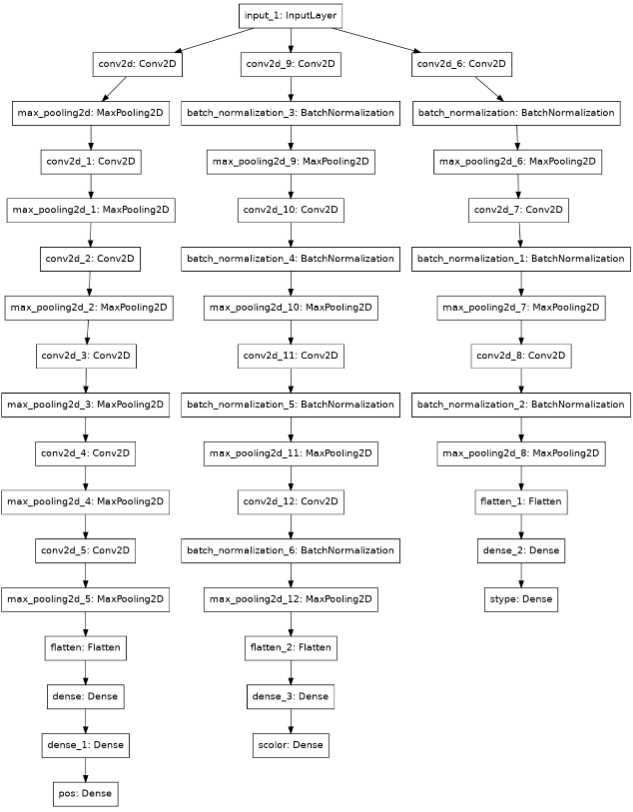 input_1: InputLayer
conv2d: Conv2D
conv2d_9: Conv2D
conv2d_6: Conv2D
max_pooling2d: MaxPooling2D
batch_normalization_3: BatchNormalization
batch_normalization: BatchNormalization
conv2d_1: Conv2D
max_pooling2d_9: MaxPooling2D
max_pooling2d_6: MaxPooling2D
max_pooling2d_1: MaxPooling2D
conv2d_10: Conv2D
conv2d_7: Conv2D
conv2d_2: Conv2D
batch_normalization_4: BatchNormalization
batch_normalization_1: BatchNormalization
max_pooling2d_2: MaxPooling2D
max_pooling2d_10: MaxPooling2D
max_pooling2d_7: MaxPooling2D
conv2d_3: Conv2D
conv2d_11: Conv2D
conv2d_8: Conv2D
max_pooling2d_3: MaxPooling2D
batch_normalization_5: BatchNormalization
batch_normalization_2: BatchNormalization
conv2d_4: Conv2D
max_pooling2d_11: MaxPooling2D
max_pooling2d_8: MaxPooling2D
max_pooling2d_4: MaxPooling2D
conv2d_12: Conv2D
flatten_1: Flatten
conv2d_5: Conv2D
batch_normalization_6: BatchNormalization
dense_2: Dense
max_pooling2d_5: MaxPooling2D
max_pooling2d_12: MaxPooling2D
stype: Dense
flatten: Flatten
flatten_2: Flatten
dense: Dense
dense_3: Dense
dense_1: Dense
scolor: Dense
pos: Dense